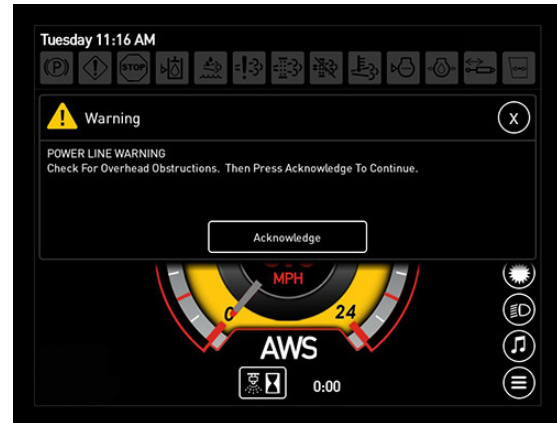 Tuesday 11:16 AM
(P)
STOP
Warning
X
POWER LINE WARNING
Check For Overhead Obstructions. Then Press Acknowledge To Continue.
Acknowledge
MPH
0 24
AWS
0:00